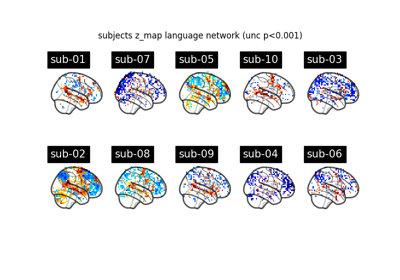 subjects z_map language network (unc p<0.001)
sub-01 sub-07 sub-05 sub-10 sub-03
sub-02 sub-08 sub-09 sub-04 sub-06